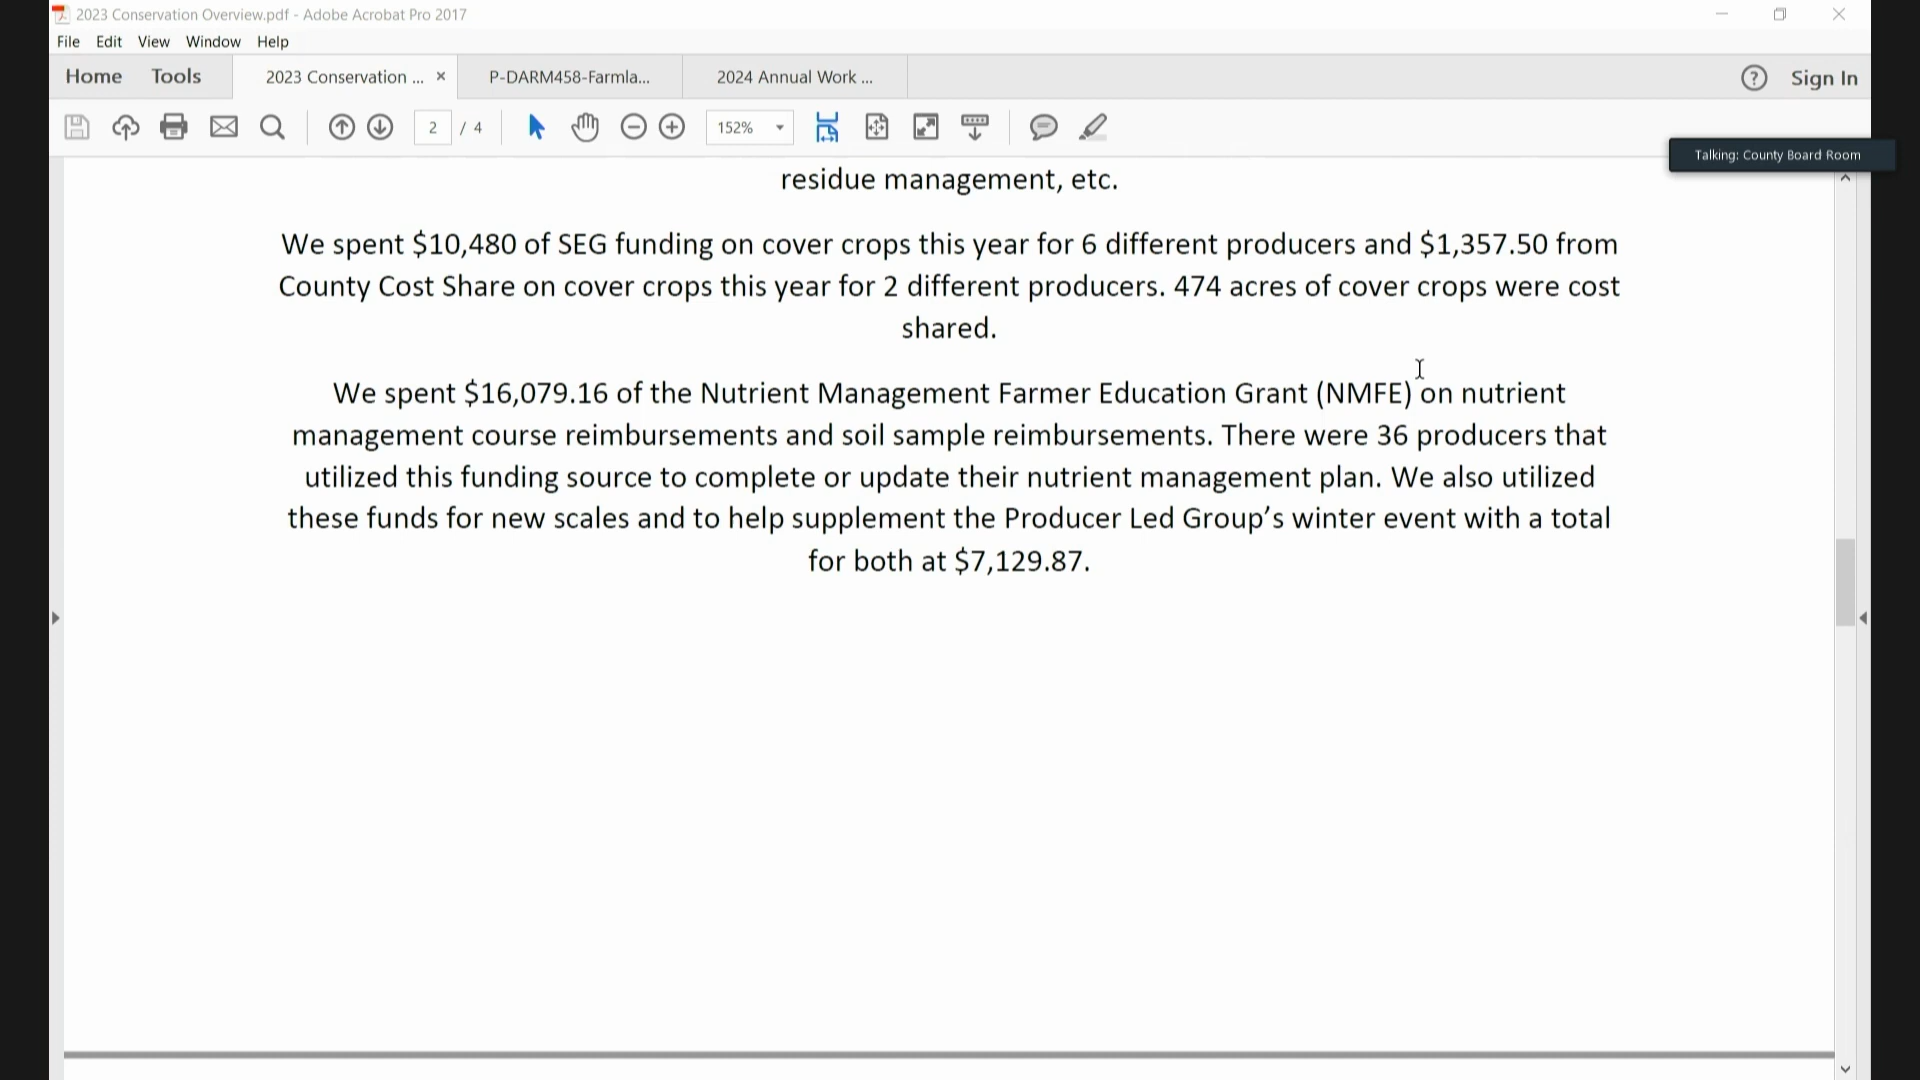 2023 Conservation Overview.pdf - Adobe Acrobat Pro 2017
File Edit View Window Help
Home Tools 2023 Conservation ... × P-DARM458-Farmla... 2024 Annual Work ... ? Sign In
2 / 4 152%
Talking: County Board Room
residue management, etc.
We spent $10,480 of SEG funding on cover crops this year for 6 different producers and $1,357.50 from
County Cost Share on cover crops this year for 2 different producers. 474 acres of cover crops were cost
shared.
We spent $16,079.16 of the Nutrient Management Farmer Education Grant (NMFE) on nutrient
management course reimbursements and soil sample reimbursements. There were 36 producers that
utilized this funding source to complete or update their nutrient management plan. We also utilized
these funds for new scales and to help supplement the Producer Led Group’s winter event with a total
for both at $7,129.87.